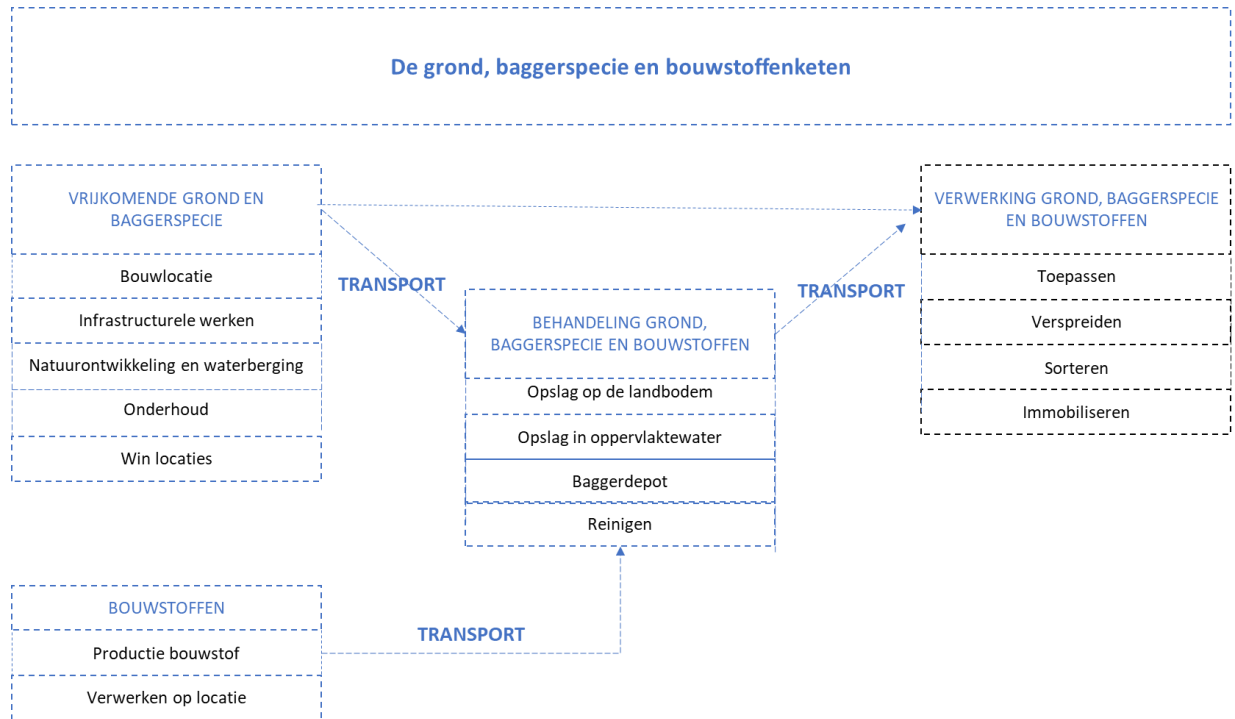 De grond, baggerspecie en bouwstoffenketen
VRIJKOMENDE GROND EN
BAGGERSPECIE
Bouwlocatie
Infrastructurele werken
Natuurontwikkeling en waterberging
Onderhoud
Win locaties
TRANSPORT
BEHANDELING GROND,
BAGGERSPECIE EN BOUWSTOFFEN
Opslag op de landbodem
Opslag in oppervlaktewater
Baggerdepot
Reinigen
TRANSPORT
VERWERKING GROND, BAGGERSPECIE
EN BOUWSTOFFEN
Toepassen
Verspreiden
Sorteren
Immobiliseren
BOUWSTOFFEN
Productie bouwstof
Verwerken op locatie
TRANSPORT